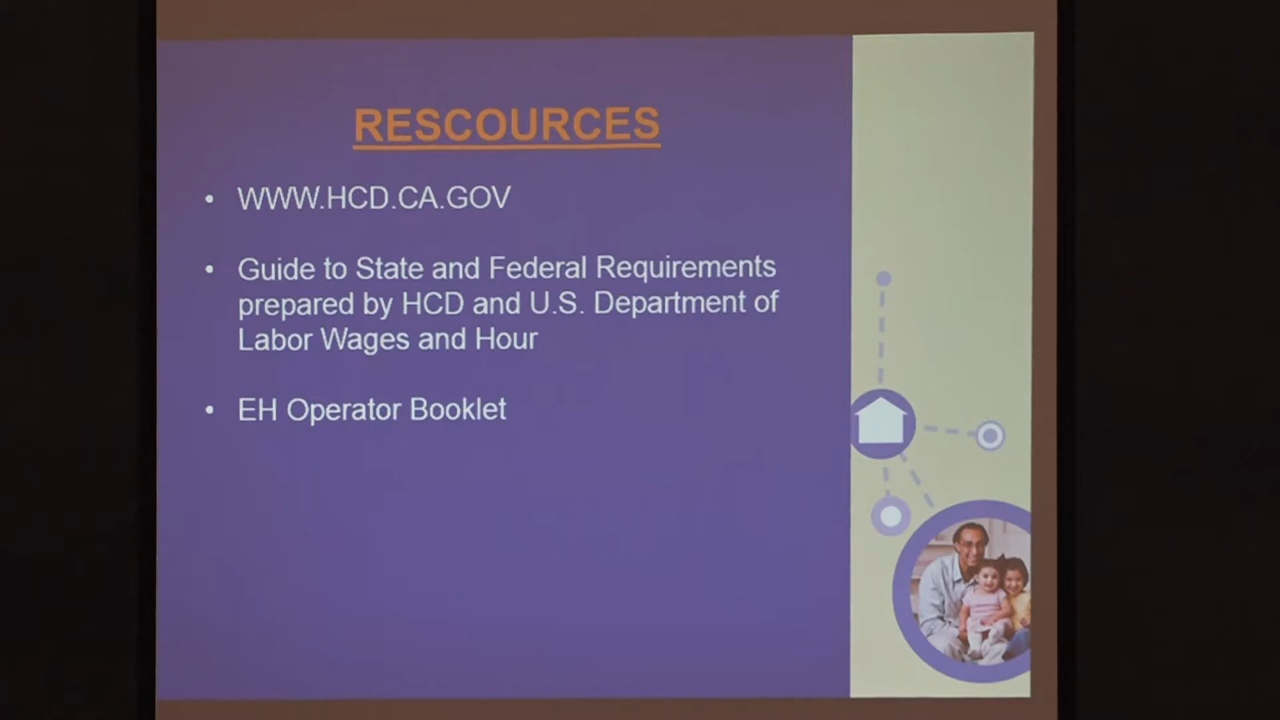 RESCOURCES
• WWW.HCD.CA.GOV
• Guide to State and Federal Requirements
prepared by HCD and U.S. Department of
Labor Wages and Hour
• EH Operator Booklet